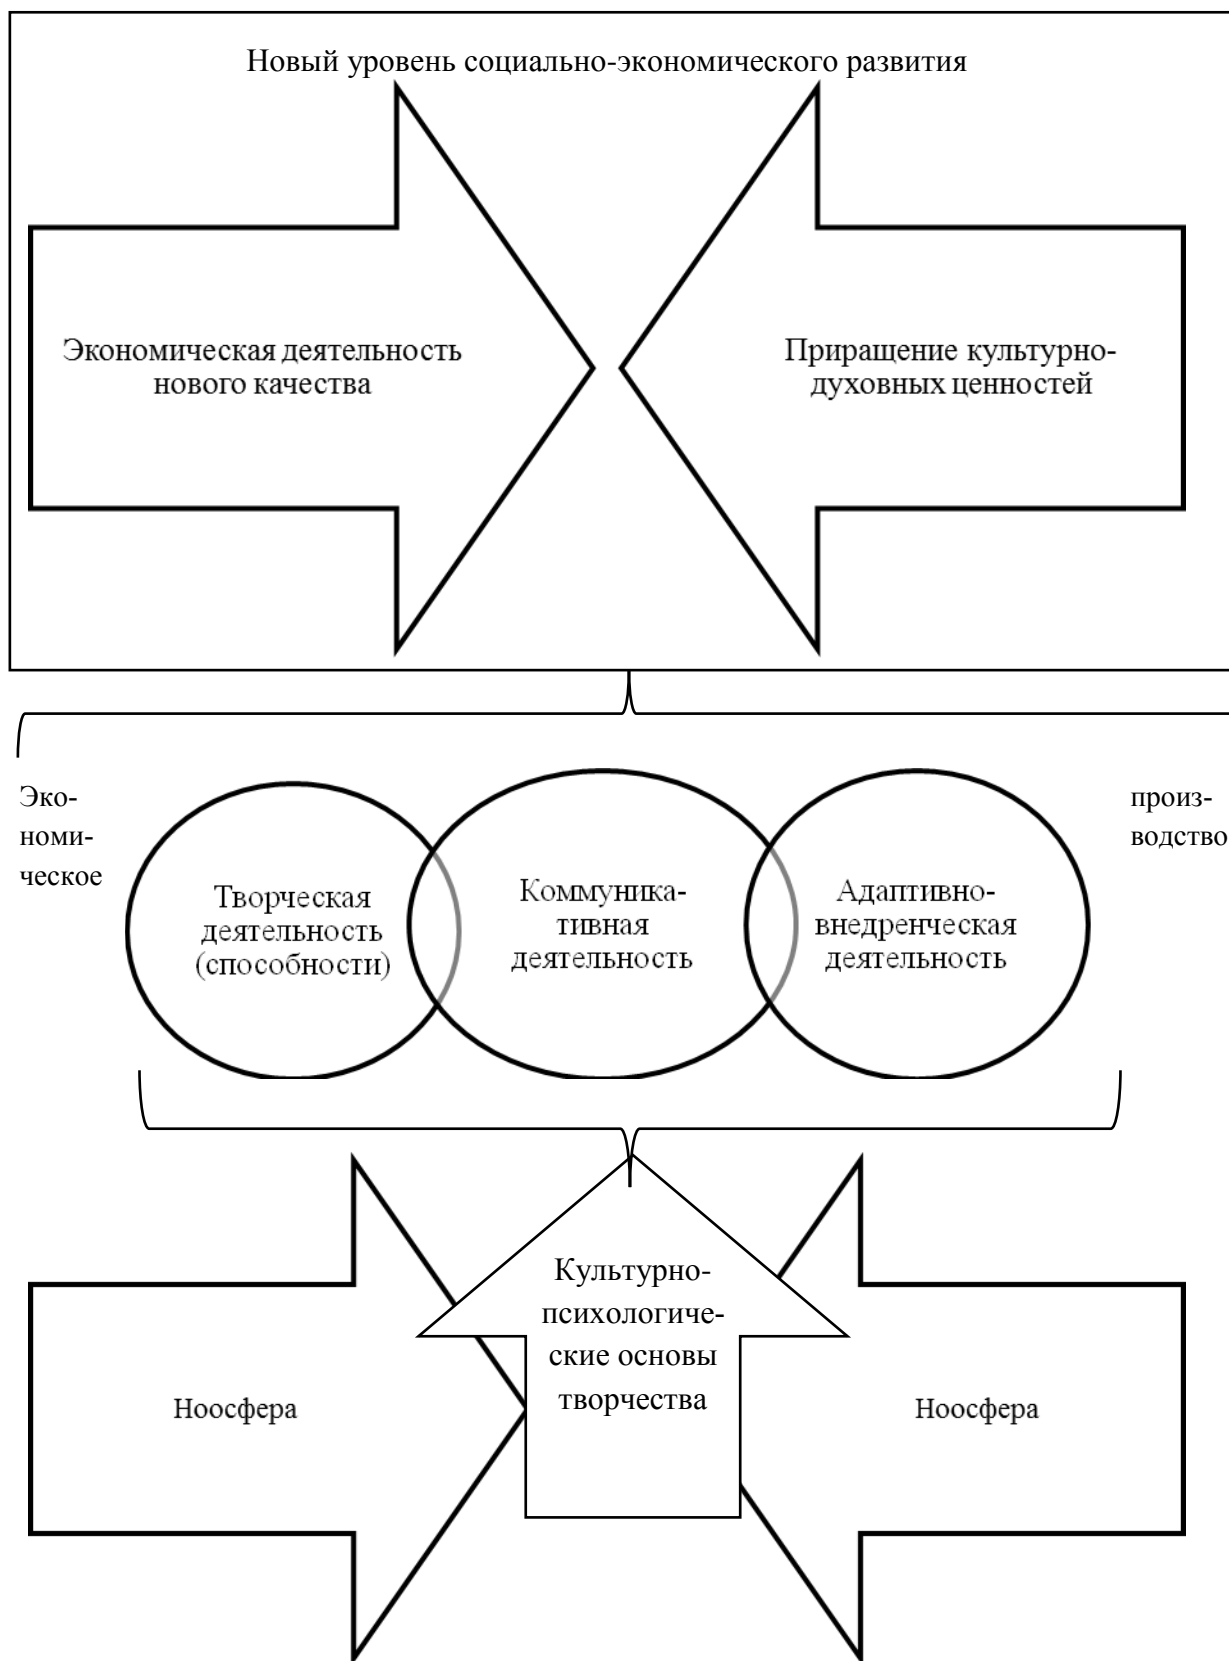 Новый уровень социально-экономического развития
Экономическая деятельность
нового качества
Приращение культурно-
духовных ценностей
Эко-
номи-
ческое
Творческая
деятельность
(способности)
Коммуника-
тивная
деятельность
Адаптивно-
внедренческая
деятельность
произ-
водство
Ноосфера
Культурно-
психологиче-
ские основы
творчества
Ноосфера